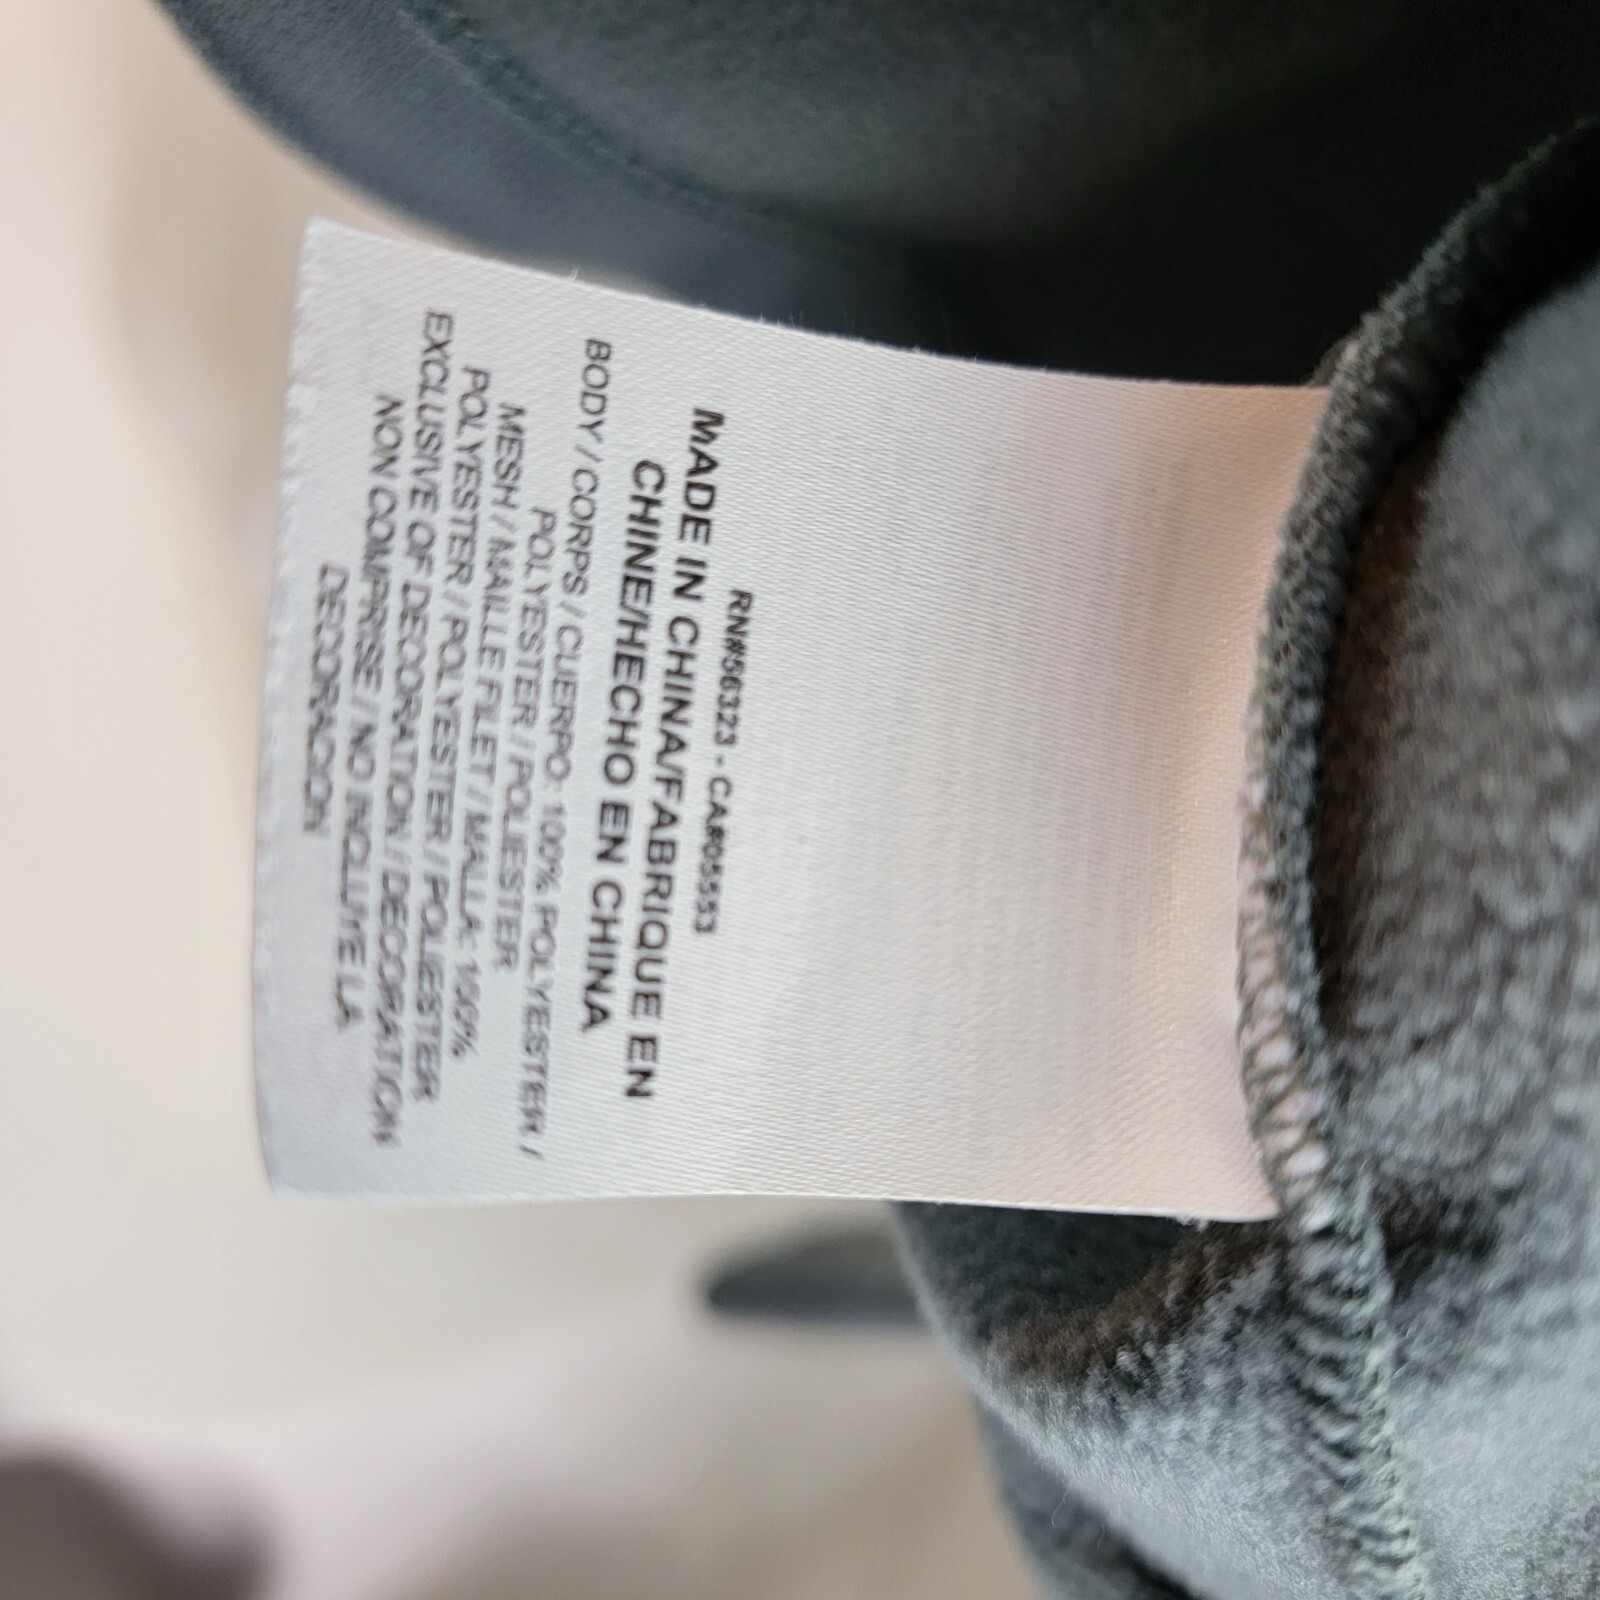 RN#56323 - CA#05553
MADE IN CHINA/FABRIQUE EN
CHINE/HECHO EN CHINA
BODY / CORPS / CUERPO: 100% POLYESTER /
POLYESTER / POLIESTER
MESH / MAILLE FILET / MALLA: 100%
POLYESTER / POLYESTER / POLIESTER
EXCLUSIVE OF DECORATION / DECORATION
NON COMPRISE / NO INCLUYE LA
DECORACION